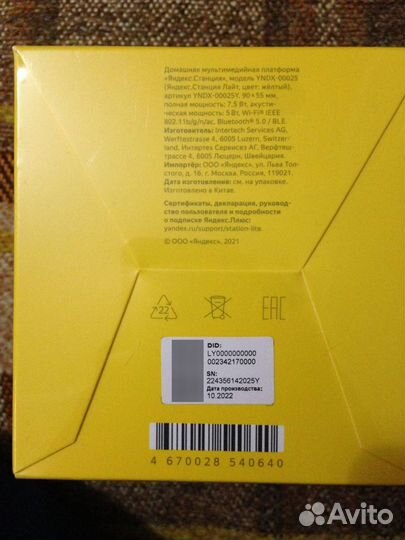 Домашняя мультимедийная платформа
«Яндекс.Станция», модель YNDX-00025
(Яндекс.Станция Лайт, цвет: жёлтый),
артикул YNDX-00025Y, 90 × 55 мм,
полная мощность: 7,5 Вт, акусти-
ческая мощность: 5 Вт, Wi-Fi® IEEE
802.11b/g/n/ac, Bluetooth® 5.0 / BLE.
Изготовитель: Intertech Services AG,
Werftestrasse 4, 6005 Luzern, Switzer-
land, Интертех Сервисез АГ, Верфтеш-
трассе 4, 6005 Люцерн, Швейцария.
Импортёр: ООО «Яндекс», ул. Льва Тол-
стого, д. 16, г. Москва, Россия, 119021.
Дата изготовления: см. на упаковке.
Изготовлено в Китае.
Сертификаты, декларация, руковод-
ство пользователя и подробности
о подписке Яндекс.Плюс:
yandex.ru/support/station-lite
© ООО «Яндекс», 2021
22
EAC
DID:
LY0000000000
002342170000
SN:
224356142025Y
Дата производства:
10.2022
4 670028 540640
Avito